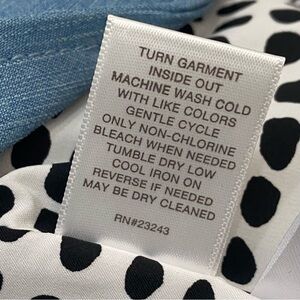 TURN GARMENT
INSIDE OUT
MACHINE WASH COLD
WITH LIKE COLORS
GENTLE CYCLE
ONLY NON-CHLORINE
BLEACH WHEN NEEDED
TUMBLE DRY LOW
COOL IRON ON
REVERSE IF NEEDED
MAY BE DRY CLEANED
RN#23243